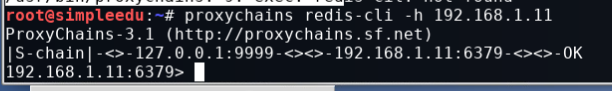 root@simpleedu:~# proxychains redis-cli -h 192.168.1.11
ProxyChains-3.1 (http://proxychains.sf.net)
|S-chain|-<>-127.0.0.1:9999-<><>-192.168.1.11:6379-<><>-OK
192.168.1.11:6379>